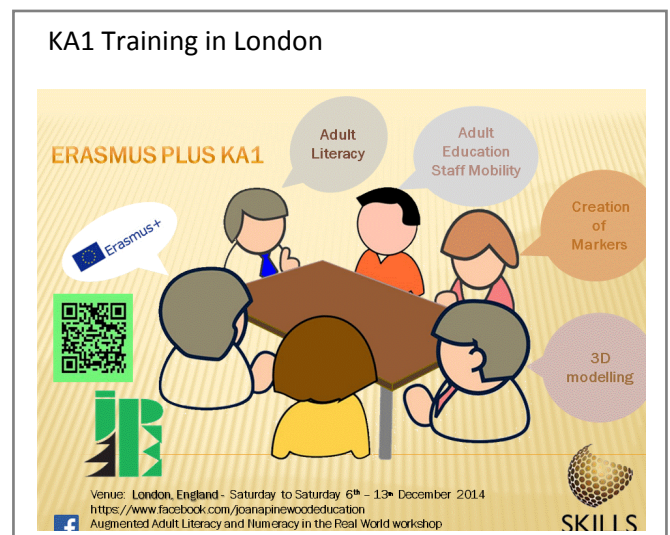 KA1 Training in London
ERASMUS PLUS KA1
Adult
Literacy
Adult
Education
Staff Mobility
Creation
of
Markers
Erasmus+
3D
modelling
JPE
Venue: London, England - Saturday to Saturday 6th – 13th December 2014
https://www.facebook.com/joanapinewoodeducation
Augmented Adult Literacy and Numeracy in the Real World workshop
SKILLS